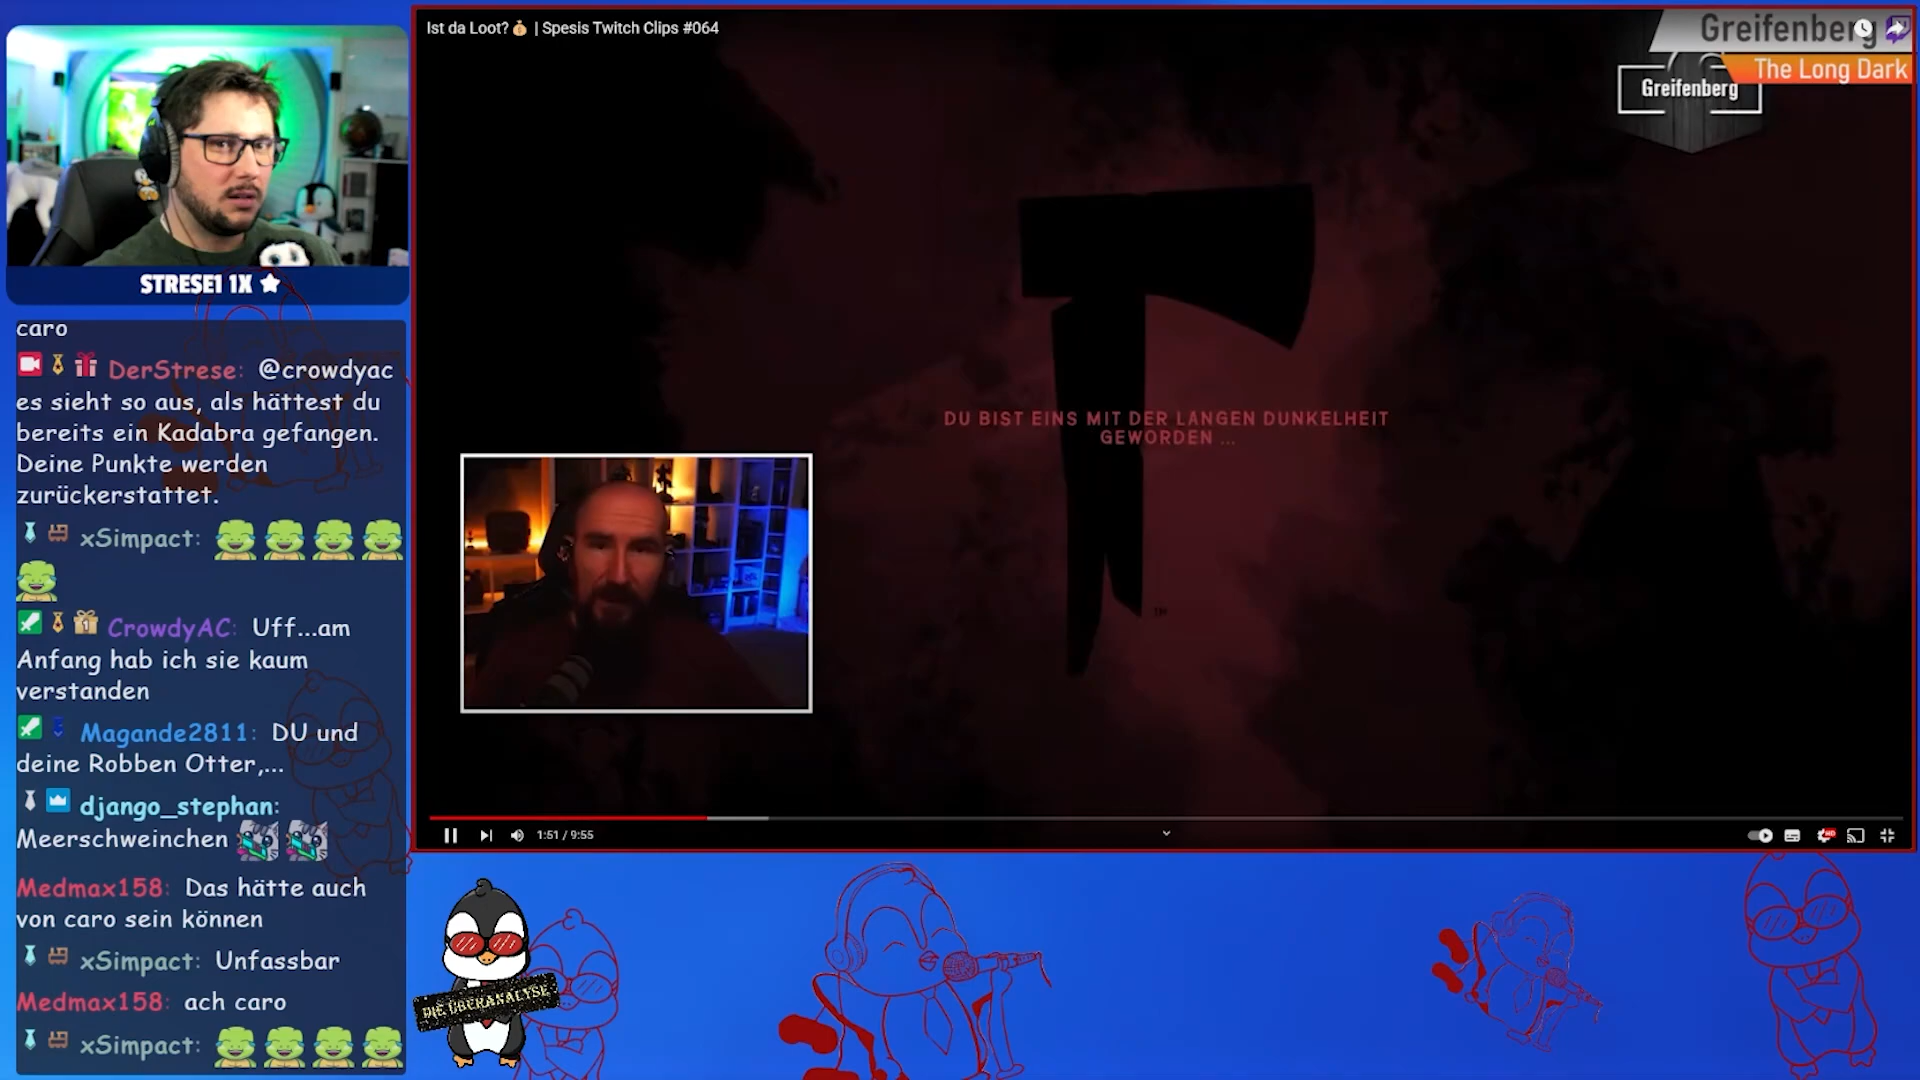 Ist da Loot?💰 | Spesis Twitch Clips #064
Greifenberg
The Long Dark
Greifenberg
STRESE1 1X
caro
DerStrese: @crowdyac
es sieht so aus, als hättest du
bereits ein Kadabra gefangen.
Deine Punkte werden
zurückerstattet.
xSimpact:
CrowdyAC: Uff...am
Anfang hab ich sie kaum
verstanden
Magande2811: DU und
deine Robben Otter,...
django_stephan:
Meerschweinchen
Medmax158: Das hätte auch
von caro sein können
xSimpact: Unfassbar
Medmax158: ach caro
xSimpact:
DU BIST EINS MIT DER LANGEN DUNKELHEIT
GEWORDEN ...
TM
1:51 / 9:55
HD
DIE ÜBERANALYSE